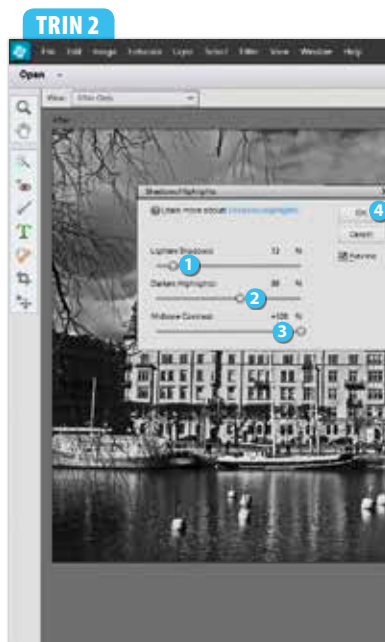 TRIN 2
File Edit Image Enhance Layer Select Filter View Window Help
Open
View: After Only
After
Shadows/Highlights
Learn more about: Shadows/Highlights
OK 4
Cancel
Lighten Shadows: %
1
Preview
Darken Highlights: %
2
Midtone Contrast: %
3
T